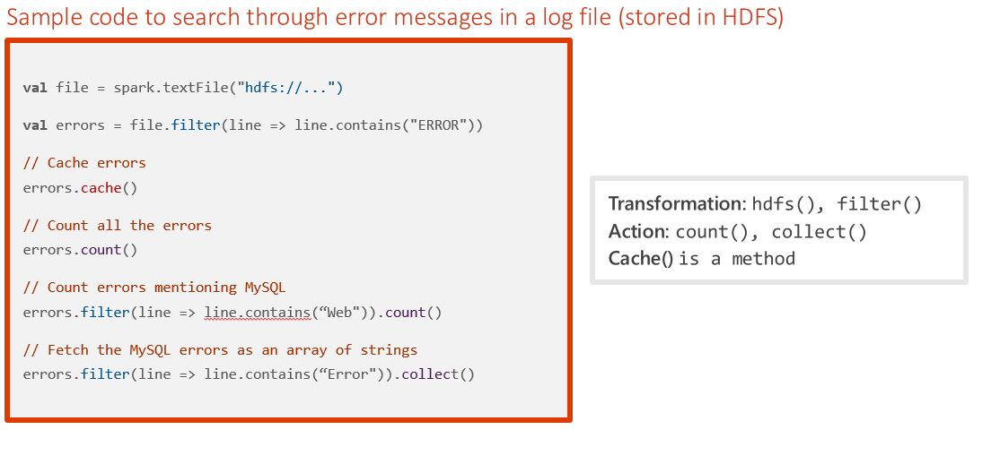 Sample code to search through error messages in a log file (stored in HDFS)
val file = spark.textFile("hdfs://...")
val errors = file.filter(line => line.contains("ERROR"))
// Cache errors
errors.cache()
// Count all the errors
errors.count()
// Count errors mentioning MySQL
errors.filter(line => line.contains(“Web")).count()
// Fetch the MySQL errors as an array of strings
errors.filter(line => line.contains(“Error")).collect()
Transformation: hdfs(), filter()
Action: count(), collect()
Cache() is a method